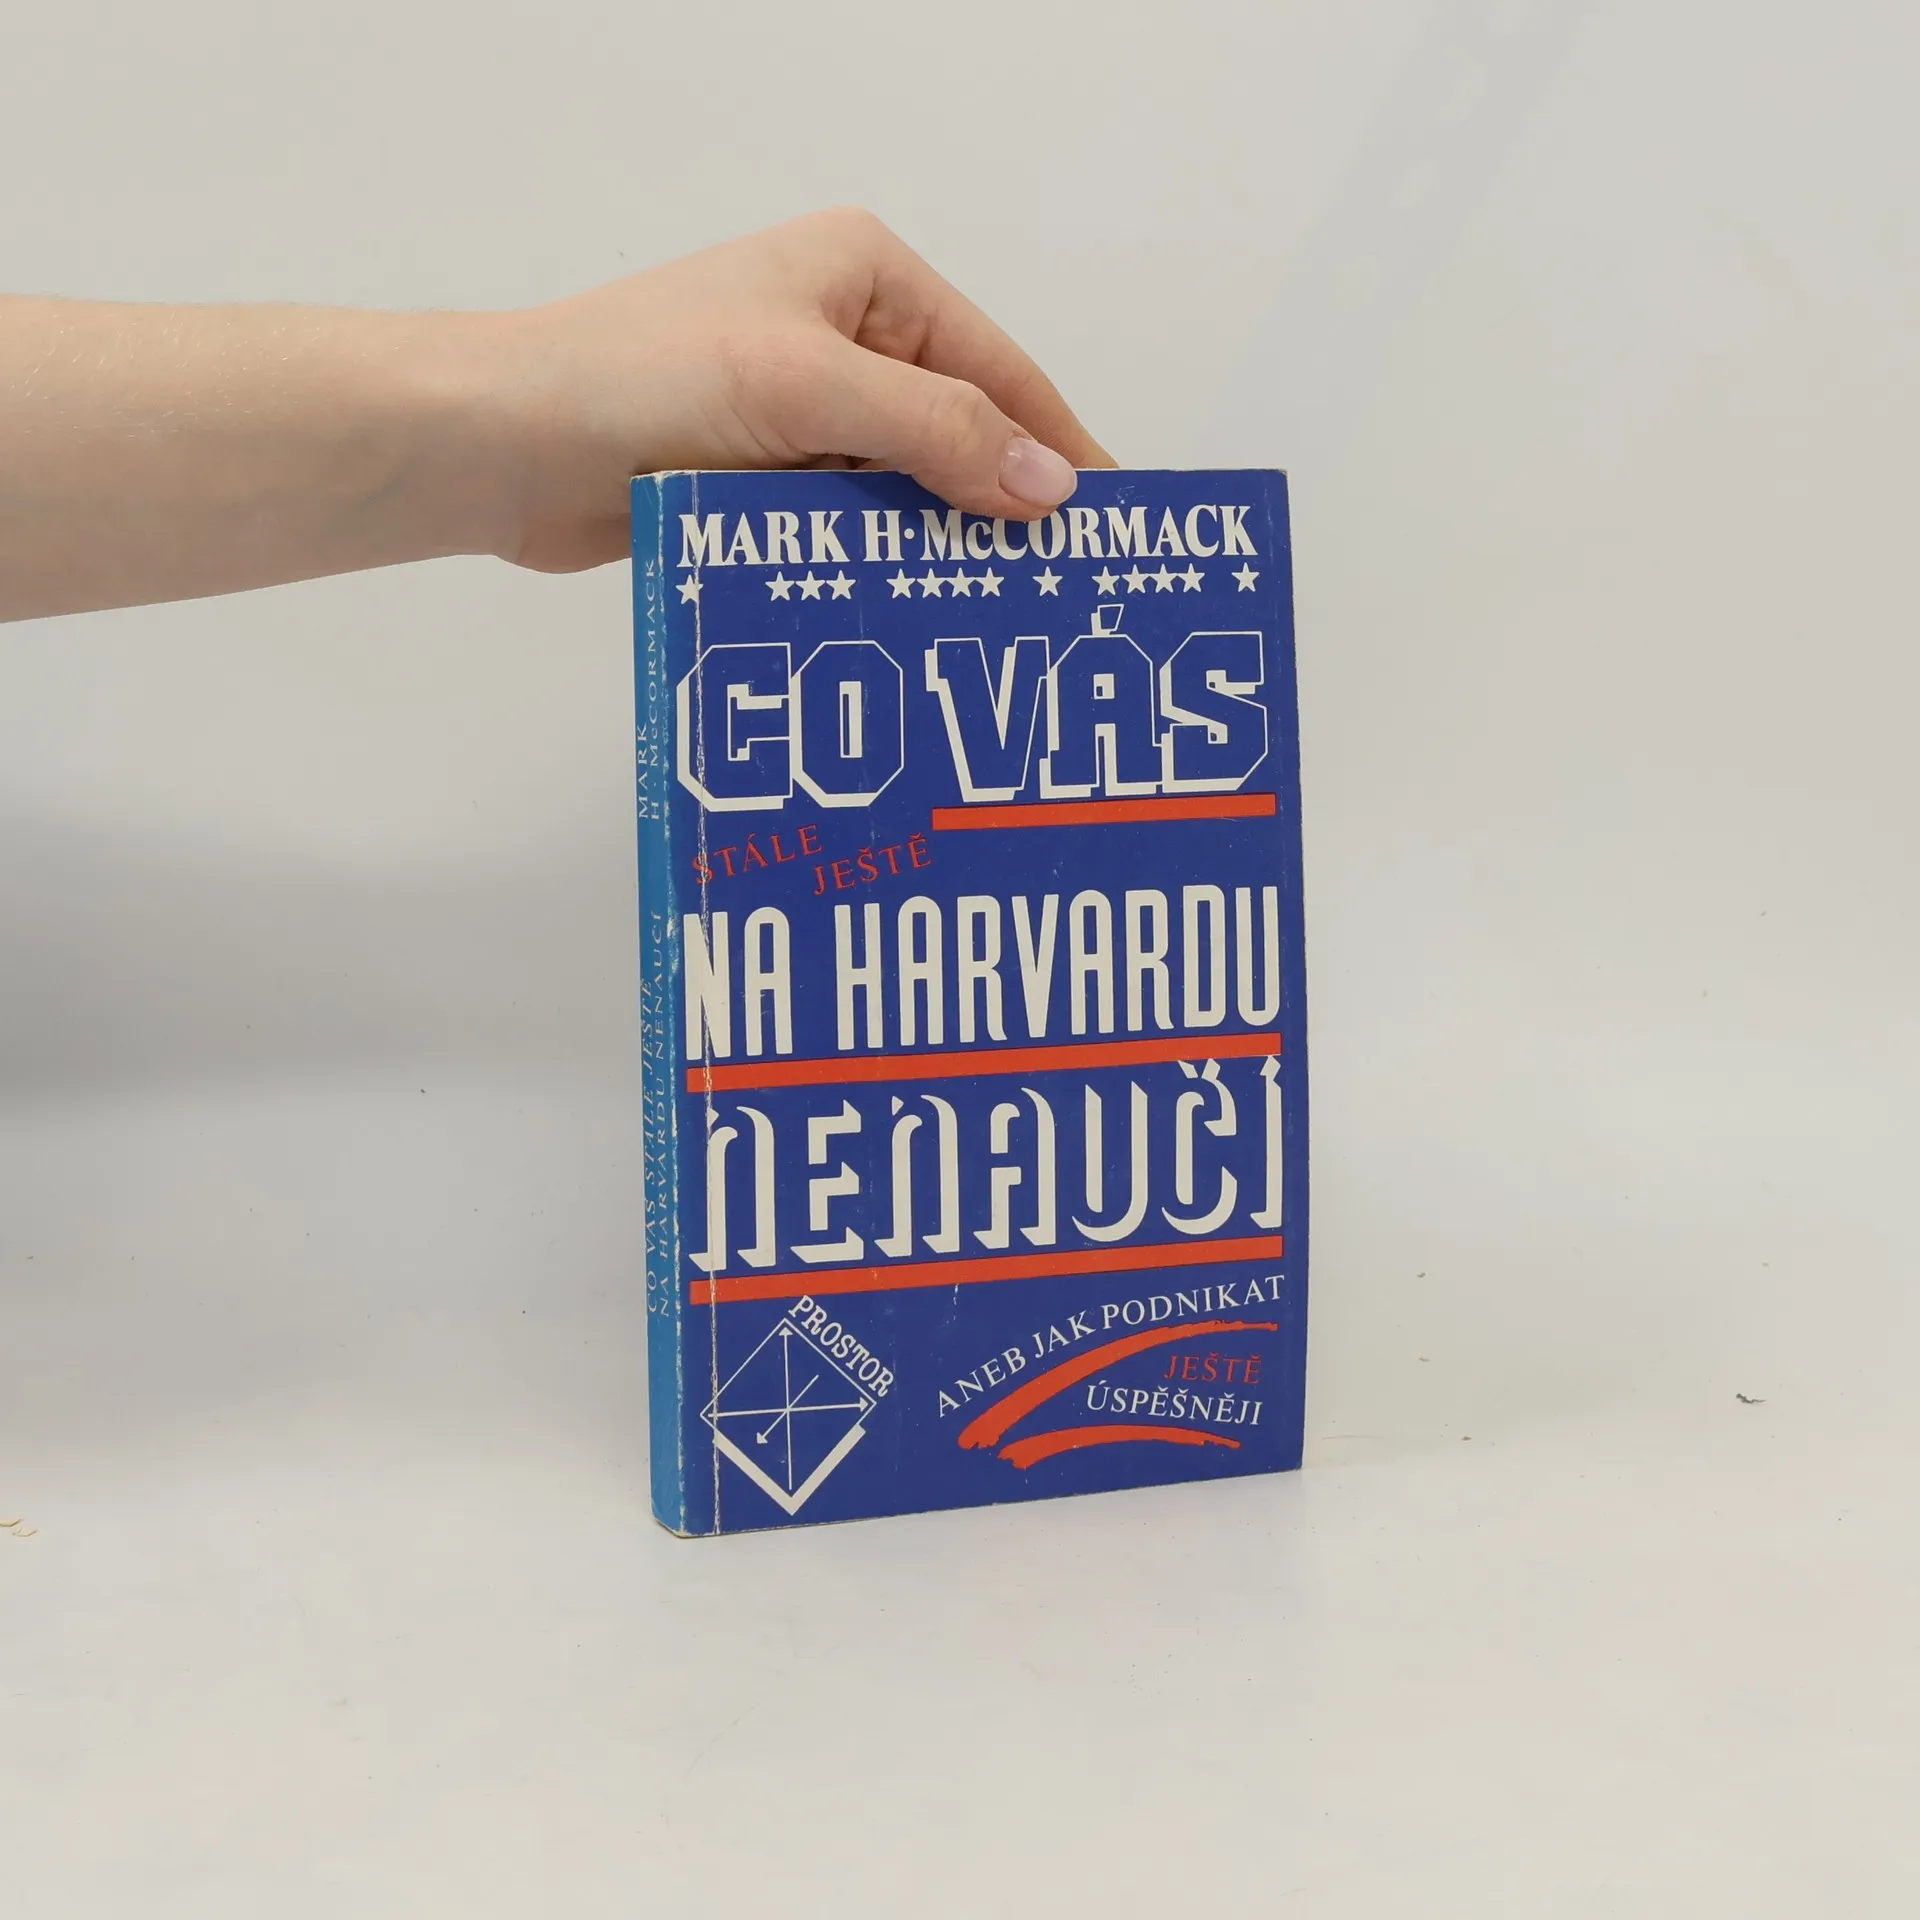 MARK H. McCORMACK
CO VÁS
STÁLE
JEŠTĚ
NA HARVARDU
NENAUČÍ
PROSTOR
ANEB JAK PODNIKAT
JEŠTĚ
ÚSPĚŠNĚJI
MARK
H. McCORMACK
CO VÁS STÁLE JEŠTĚ
NA HARVARDU NENAUČÍ